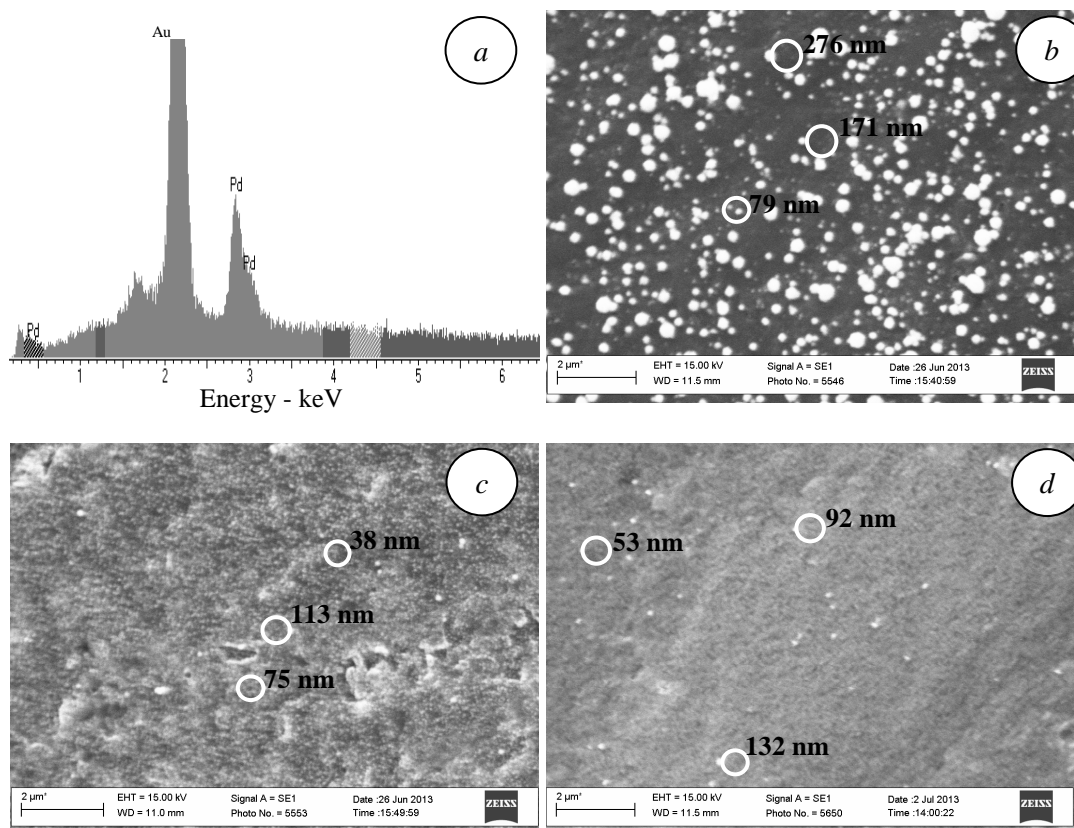 Au
a
Pd
Pd
Pd
1 2 3 4 5 6
Energy - keV
b
276 nm
171 nm
79 nm
2 µm*
EHT = 15.00 kV
WD = 11.5 mm
Signal A = SE1
Photo No. = 5546
Date :26 Jun 2013
Time :15:40:59
ZEISS
c
38 nm
113 nm
75 nm
2 µm*
EHT = 15.00 kV
WD = 11.0 mm
Signal A = SE1
Photo No. = 5553
Date :26 Jun 2013
Time :15:49:59
ZEISS
d
92 nm
53 nm
132 nm
2 µm*
EHT = 15.00 kV
WD = 11.5 mm
Signal A = SE1
Photo No. = 5650
Date :2 Jul 2013
Time :14:00:22
ZEISS